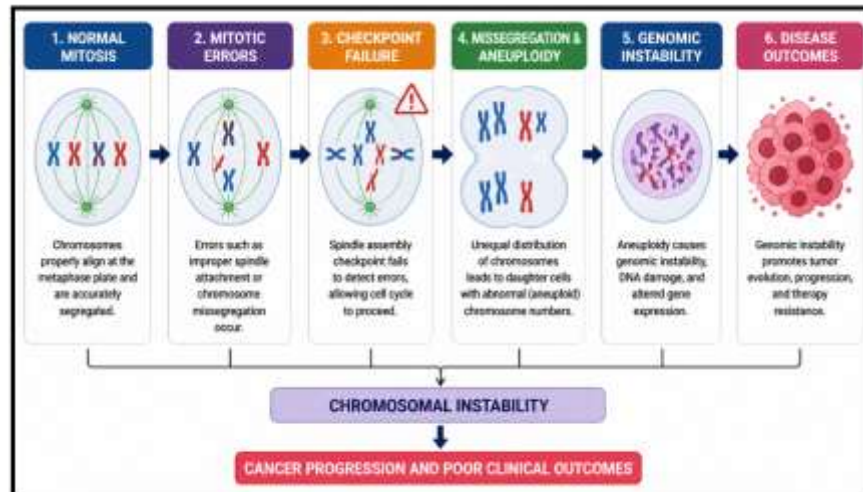 1. NORMAL
MITOSIS
2. MITOTIC
ERRORS
3. CHECKPOINT
FAILURE
4. MISSEGREGATION &
ANEUPLOIDY
5. GENOMIC
INSTABILITY
6. DISEASE
OUTCOMES
Chromosomes
properly align at the
metaphase plate and
are accurately
segregated.
Errors such as
improper spindle
attachment or
chromosome
missegregation
occur.
Spindle assembly
checkpoint fails
to detect errors,
allowing cell cycle
to proceed.
Unequal distribution
of chromosomes
leads to daughter cells
with abnormal (aneuploid)
chromosome numbers.
Aneuploidy causes
genomic instability,
DNA damage, and
altered gene
expression.
Genomic instability
promotes tumor
evolution, progression,
and therapy
resistance.
CHROMOSOMAL INSTABILITY
CANCER PROGRESSION AND POOR CLINICAL OUTCOMES